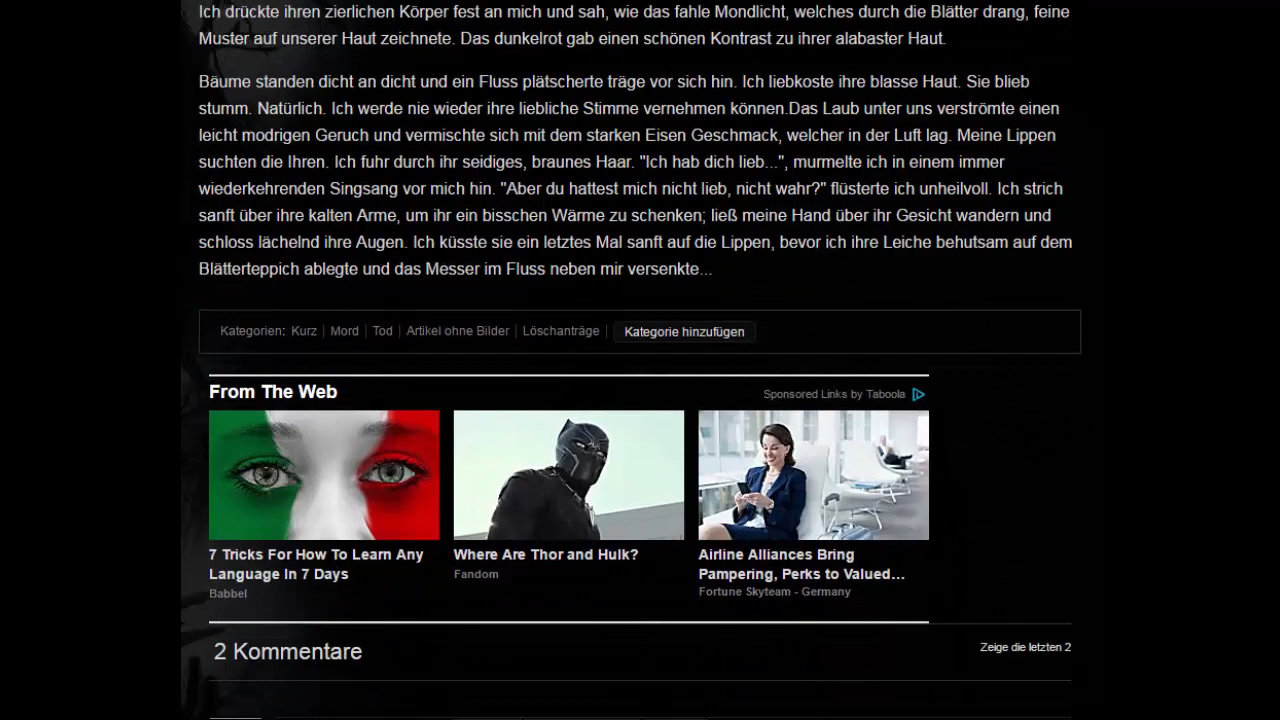 Ich drückte ihren zierlichen Körper fest an mich und sah, wie das fahle Mondlicht, welches durch die Blätter drang, feine
Muster auf unserer Haut zeichnete. Das dunkelrot gab einen schönen Kontrast zu ihrer alabaster Haut.
Bäume standen dicht an dicht und ein Fluss plätscherte träge vor sich hin. Ich liebkoste ihre blasse Haut. Sie blieb
stumm. Natürlich. Ich werde nie wieder ihre liebliche Stimme vernehmen können.Das Laub unter uns verströmte einen
leicht modrigen Geruch und vermischte sich mit dem starken Eisen Geschmack, welcher in der Luft lag. Meine Lippen
suchten die Ihren. Ich fuhr durch ihr seidiges, braunes Haar. "Ich hab dich lieb...", murmelte ich in einem immer
wiederkehrenden Singsang vor mich hin. "Aber du hattest mich nicht lieb, nicht wahr?" flüsterte ich unheilvoll. Ich strich
sanft über ihre kalten Arme, um ihr ein bisschen Wärme zu schenken; ließ meine Hand über ihr Gesicht wandern und
schloss lächelnd ihre Augen. Ich küsste sie ein letztes Mal sanft auf die Lippen, bevor ich ihre Leiche behutsam auf dem
Blätterteppich ablegte und das Messer im Fluss neben mir versenkte...
Kategorien: Kurz | Mord | Tod | Artikel ohne Bilder | Löschanträge | Kategorie hinzufügen
From The Web
Sponsored Links by Taboola
7 Tricks For How To Learn Any
Language In 7 Days
Babbel
Where Are Thor and Hulk?
Fandom
Airline Alliances Bring
Pampering, Perks to Valued...
Fortune Skyteam - Germany
2 Kommentare
Zeige die letzten 2